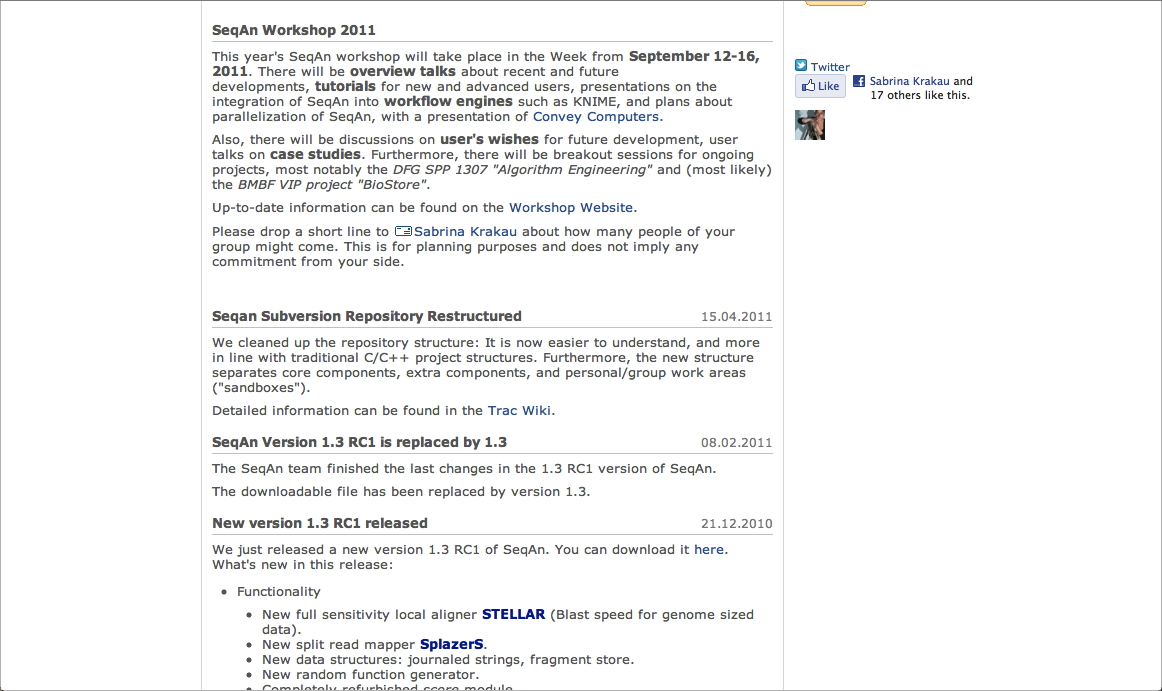 SeqAn Workshop 2011
This year's SeqAn workshop will take place in the Week from September 12-16,
2011. There will be overview talks about recent and future
developments, tutorials for new and advanced users, presentations on the
integration of SeqAn into workflow engines such as KNIME, and plans about
parallelization of SeqAn, with a presentation of Convey Computers.
Also, there will be discussions on user's wishes for future development, user
talks on case studies. Furthermore, there will be breakout sessions for ongoing
projects, most notably the DFG SPP 1307 "Algorithm Engineering" and (most likely)
the BMBF VIP project "BioStore".
Up-to-date information can be found on the Workshop Website.
Please drop a short line to Sabrina Krakau about how many people of your
group might come. This is for planning purposes and does not imply any
commitment from your side.
Seqan Subversion Repository Restructured 15.04.2011
We cleaned up the repository structure: It is now easier to understand, and more
in line with traditional C/C++ project structures. Furthermore, the new structure
separates core components, extra components, and personal/group work areas
("sandboxes").
Detailed information can be found in the Trac Wiki.
SeqAn Version 1.3 RC1 is replaced by 1.3 08.02.2011
The SeqAn team finished the last changes in the 1.3 RC1 version of SeqAn.
The downloadable file has been replaced by version 1.3.
New version 1.3 RC1 released 21.12.2010
We just released a new version 1.3 RC1 of SeqAn. You can download it here.
What's new in this release:
• Functionality
• New full sensitivity local aligner STELLAR (Blast speed for genome sized
data).
• New split read mapper SplazerS.
• New data structures: journaled strings, fragment store.
• New random function generator.
• Completely refurbished score module
Twitter
Like Sabrina Krakau and
17 others like this.